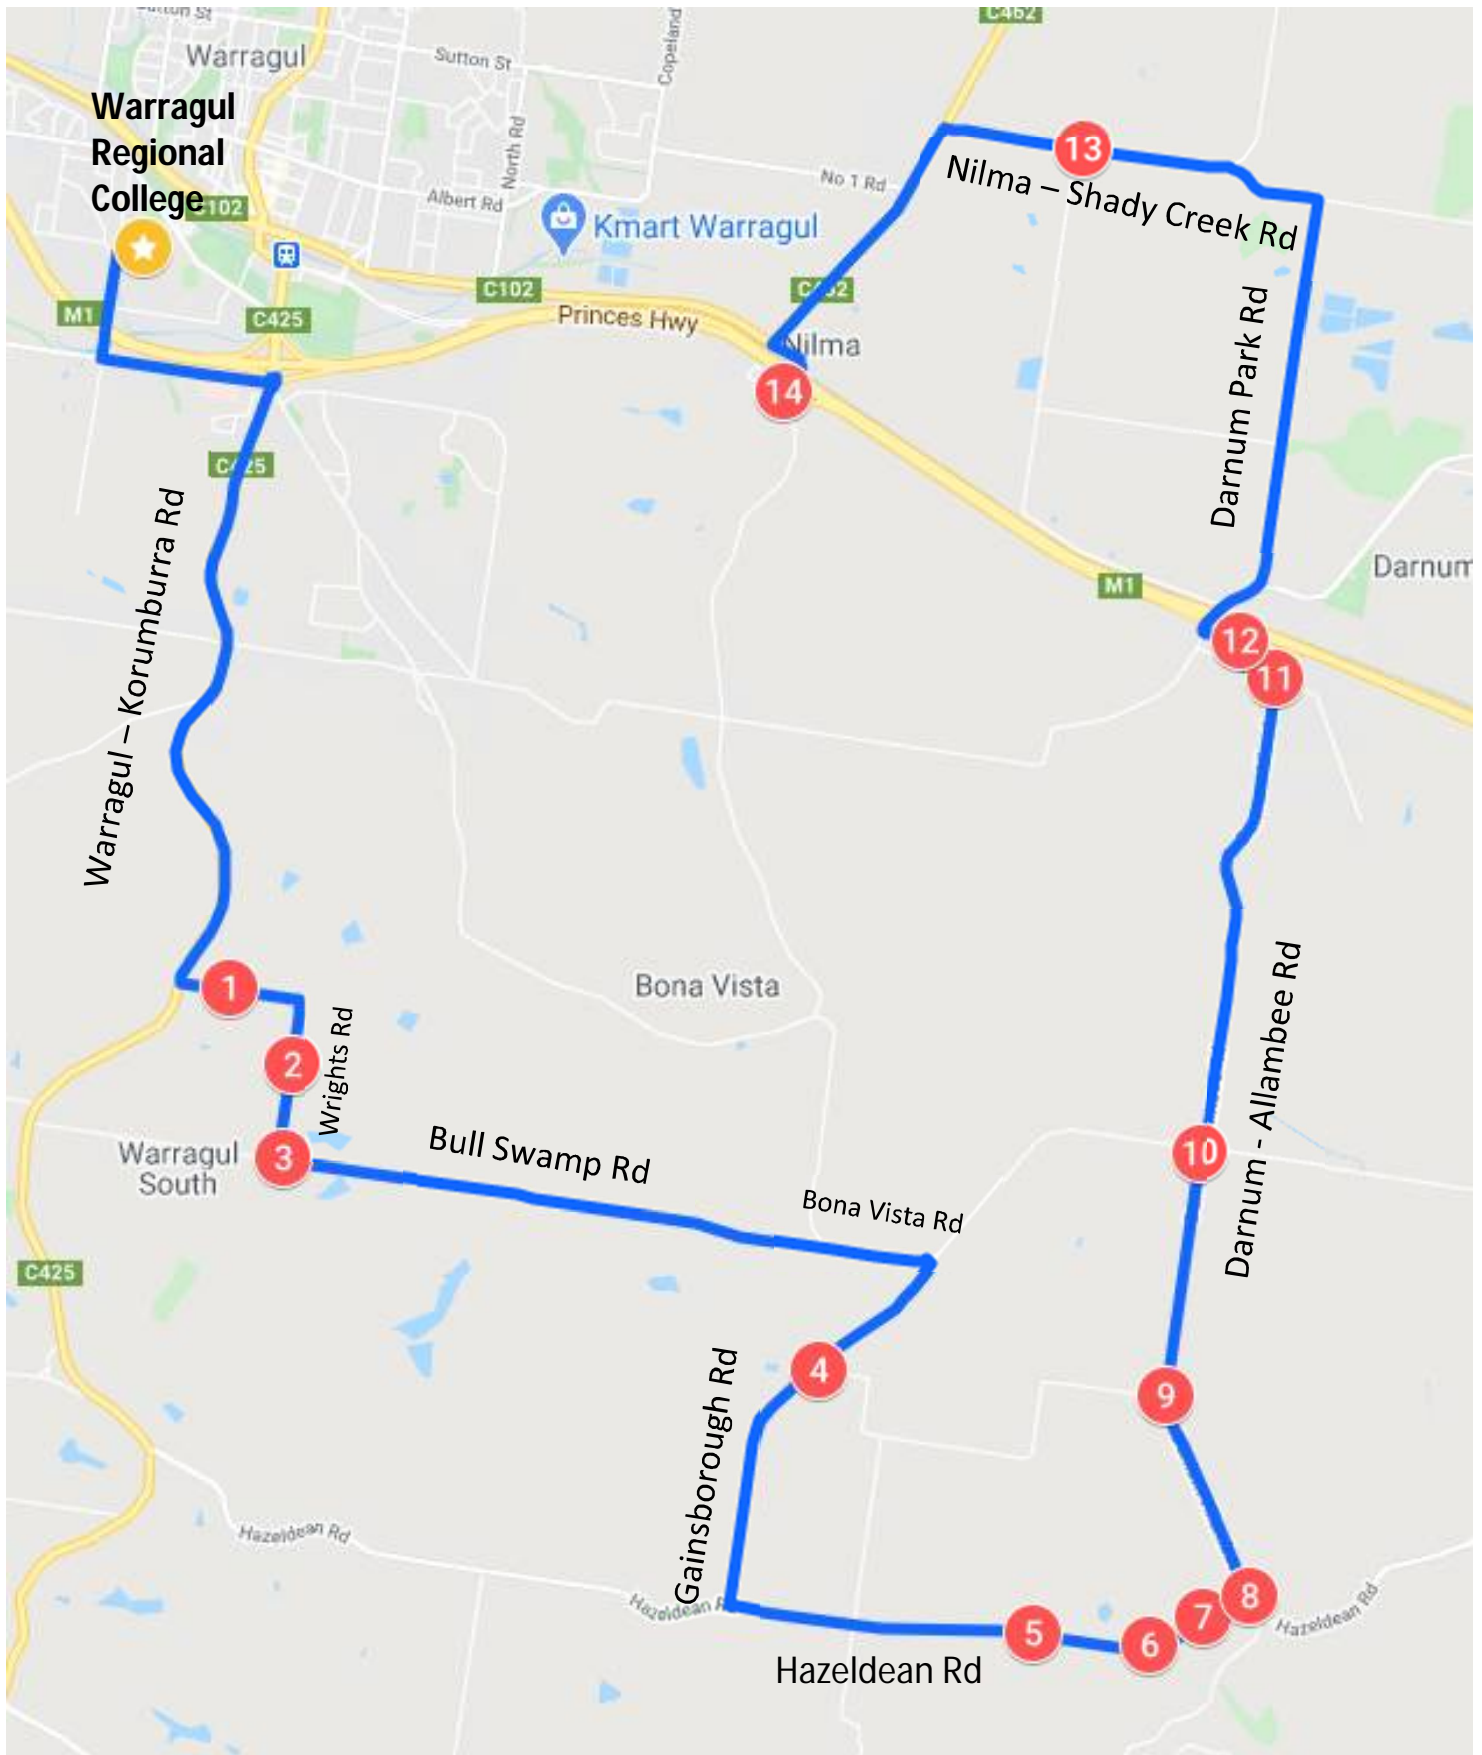 Sutton St
C462
Warragul
Sutton St
Copeland
Warragul
Regional
College
C102
North Rd
Albert Rd
No 1 Rd
13
Nilma – Shady Creek Rd
Kmart Warragul
M1
C425
C102
Princes Hwy
C462
Nilma
14
Darnum Park Rd
C425
Warragul – Korumburra Rd
M1
Darnum
12
11
1
Bona Vista
2
Wrights Rd
Darnum - Allambee Rd
Warragul
South
3
Bull Swamp Rd
10
Bona Vista Rd
C425
4
9
Gainsborough Rd
Hazeldean Rd
Hazeldean R
5
6
7
8
Hazeldean Rd
Hazeldean Rd